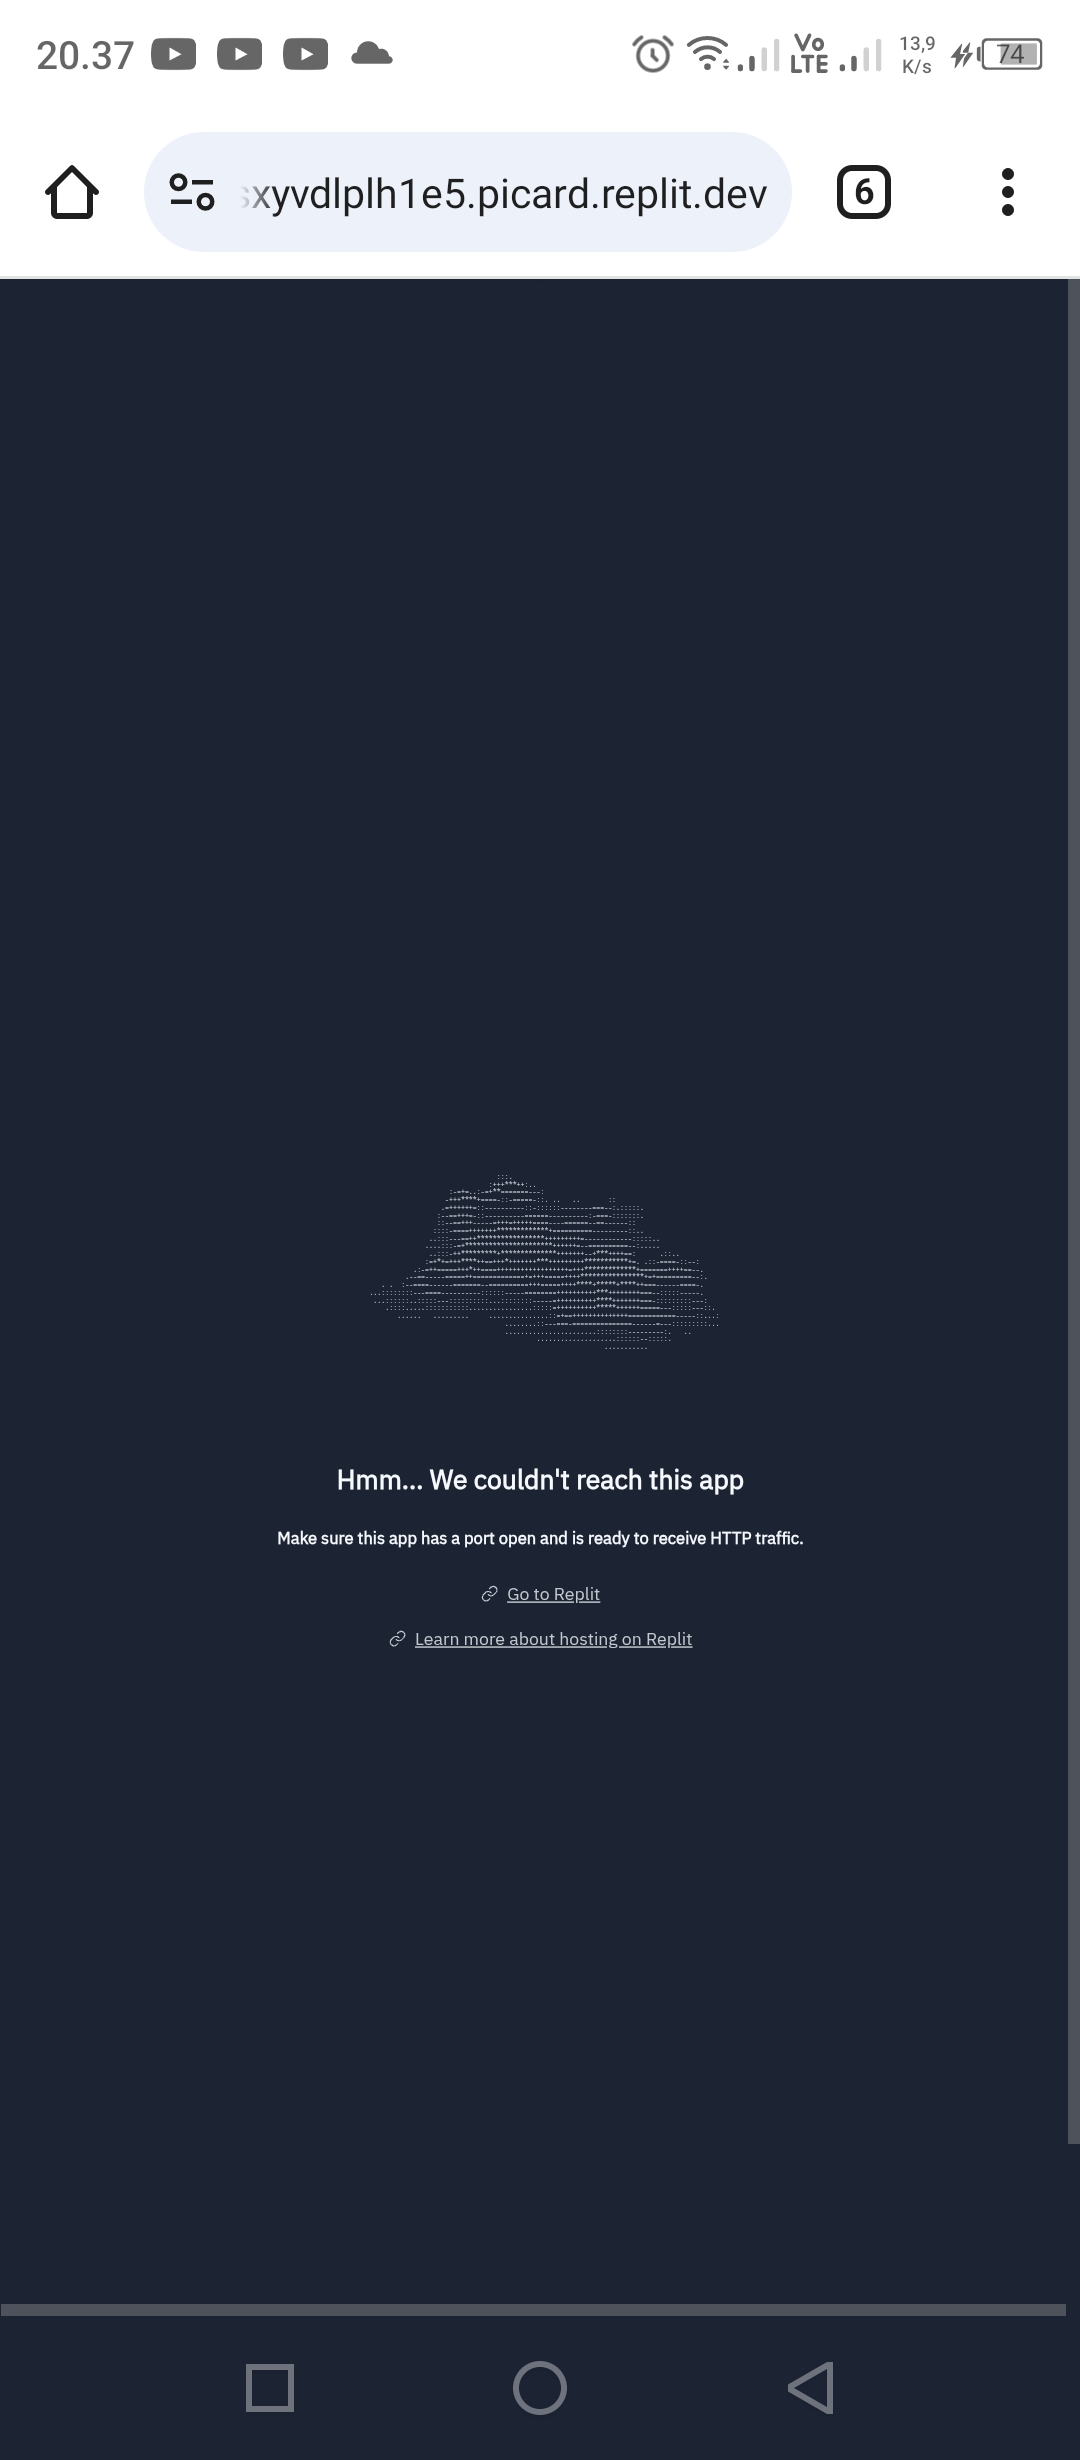 20.37
Vo
LTE
13,9
K/s
74
sxyvdlplh1e5.picard.replit.dev
6
Hmm... We couldn't reach this app
Make sure this app has a port open and is ready to receive HTTP traffic.
Go to Replit
Learn more about hosting on Replit